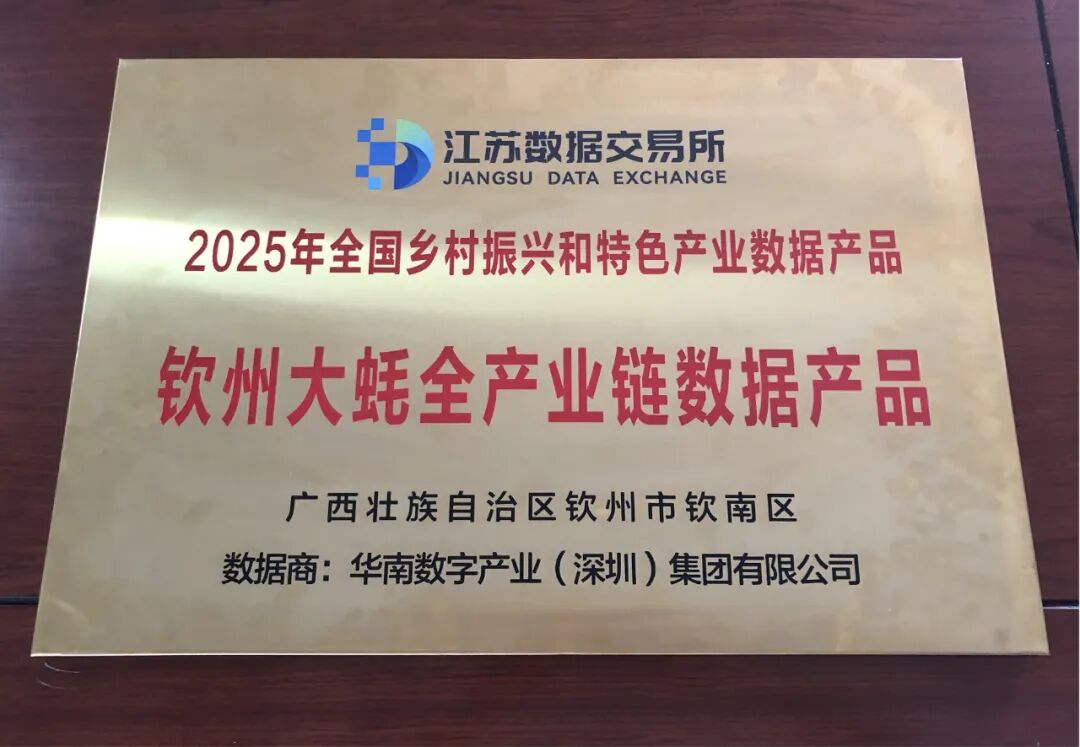 江苏数据交易所
JIANGSU DATA EXCHANGE
2025年全国乡村振兴和特色产业数据产品
钦州大蚝全产业链数据产品
广西壮族自治区钦州市钦南区
数据商：华南数字产业（深圳）集团有限公司